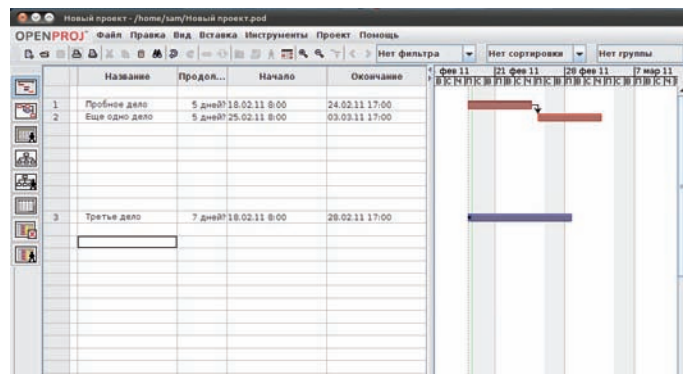 Новый проект - /home/sam/Новый проект.pod
OPENPROJ Файл Правка Вид Вставка Инструменты Проект Помощь
Нет фильтра Нет сортировки Нет группы
Название Продол... Начало Окончание
фев 11 21 фев 11 28 фев 11 7 мар 11
1 Пробное дело 5 дней? 18.02.11 8:00 24.02.11 17:00
2 Еще одно дело 5 дней? 25.02.11 8:00 03.03.11 17:00
3 Третье дело 7 дней? 18.02.11 8:00 28.02.11 17:00